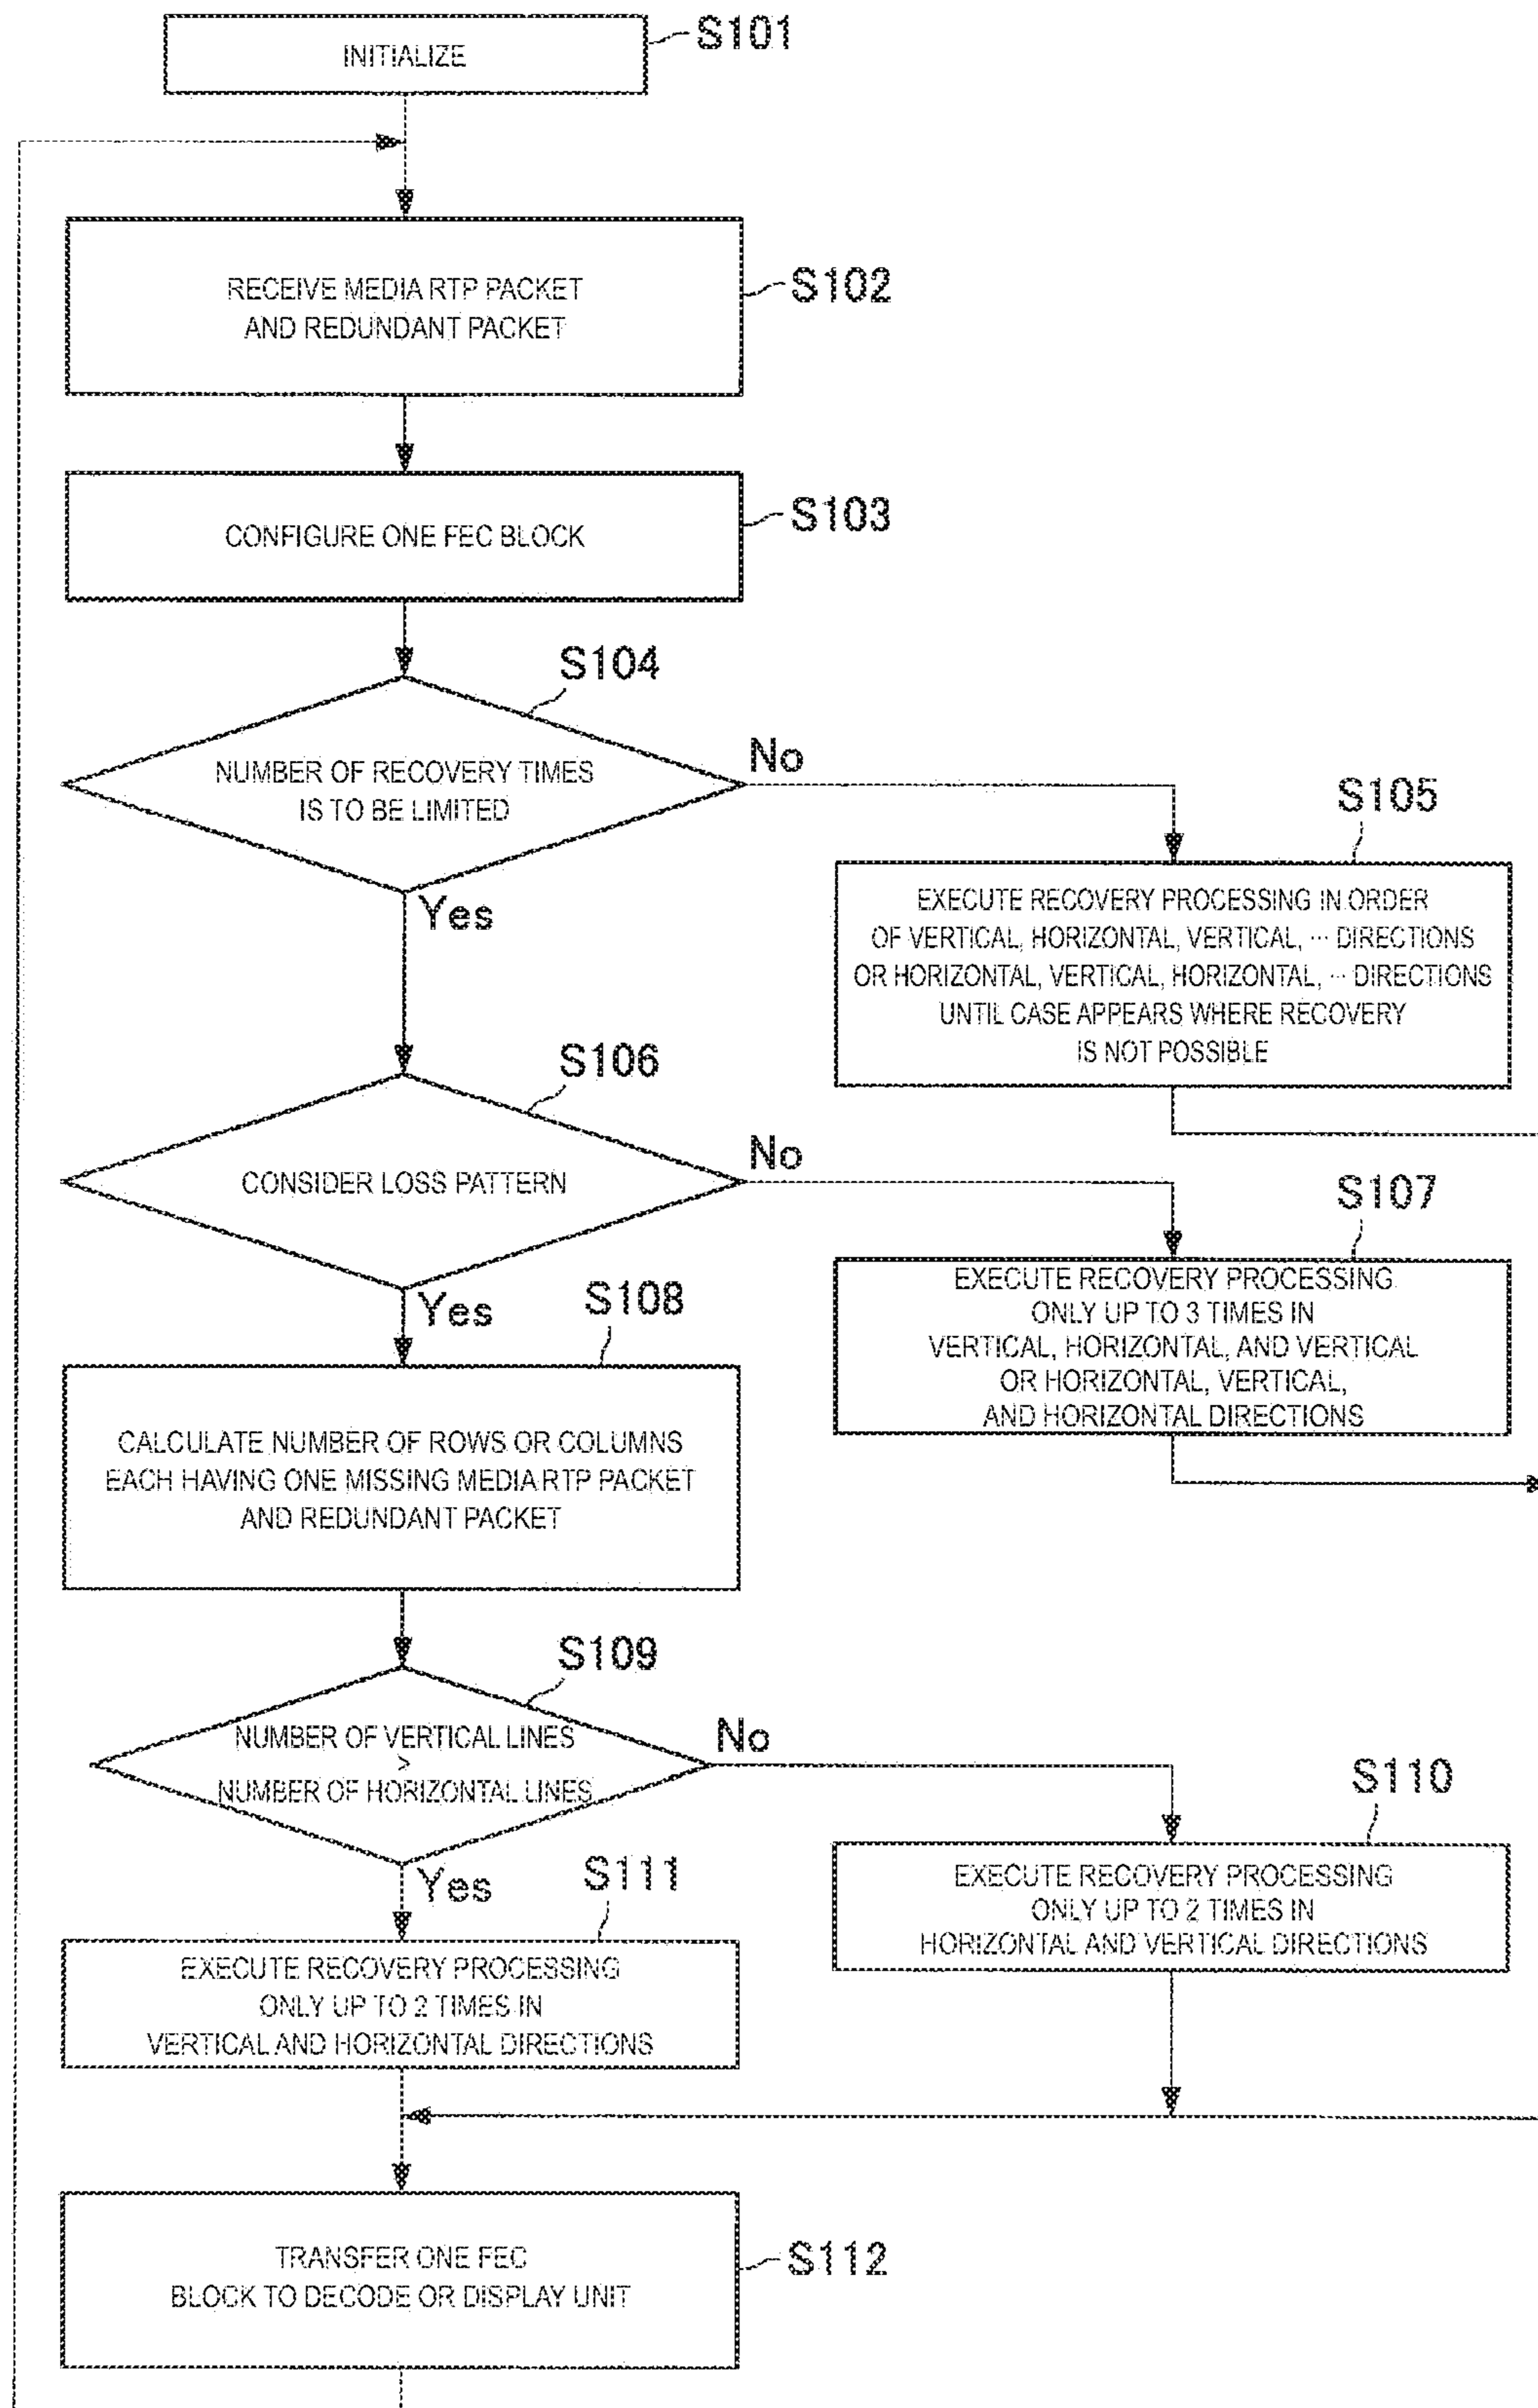 INITIALIZE
S101
RECEIVE MEDIA RTP PACKET
AND REDUNDANT PACKET
S102
CONFIGURE ONE FEC BLOCK
S103
S104
NUMBER OF RECOVERY TIMES
IS TO BE LIMITED
No
Yes
S105
EXECUTE RECOVERY PROCESSING IN ORDER
OF VERTICAL, HORIZONTAL, VERTICAL, ··· DIRECTIONS
OR HORIZONTAL, VERTICAL, HORIZONTAL, ··· DIRECTIONS
UNTIL CASE APPEARS WHERE RECOVERY
IS NOT POSSIBLE
S106
CONSIDER LOSS PATTERN
No
Yes
S107
EXECUTE RECOVERY PROCESSING
ONLY UP TO 3 TIMES IN
VERTICAL, HORIZONTAL, AND VERTICAL
OR HORIZONTAL, VERTICAL,
AND HORIZONTAL DIRECTIONS
S108
CALCULATE NUMBER OF ROWS OR COLUMNS
EACH HAVING ONE MISSING MEDIA RTP PACKET
AND REDUNDANT PACKET
S109
NUMBER OF VERTICAL LINES
>
NUMBER OF HORIZONTAL LINES
No
Yes
S110
EXECUTE RECOVERY PROCESSING
ONLY UP TO 2 TIMES IN
HORIZONTAL AND VERTICAL DIRECTIONS
S111
EXECUTE RECOVERY PROCESSING
ONLY UP TO 2 TIMES IN
VERTICAL AND HORIZONTAL DIRECTIONS
TRANSFER ONE FEC
BLOCK TO DECODE OR DISPLAY UNIT
S112